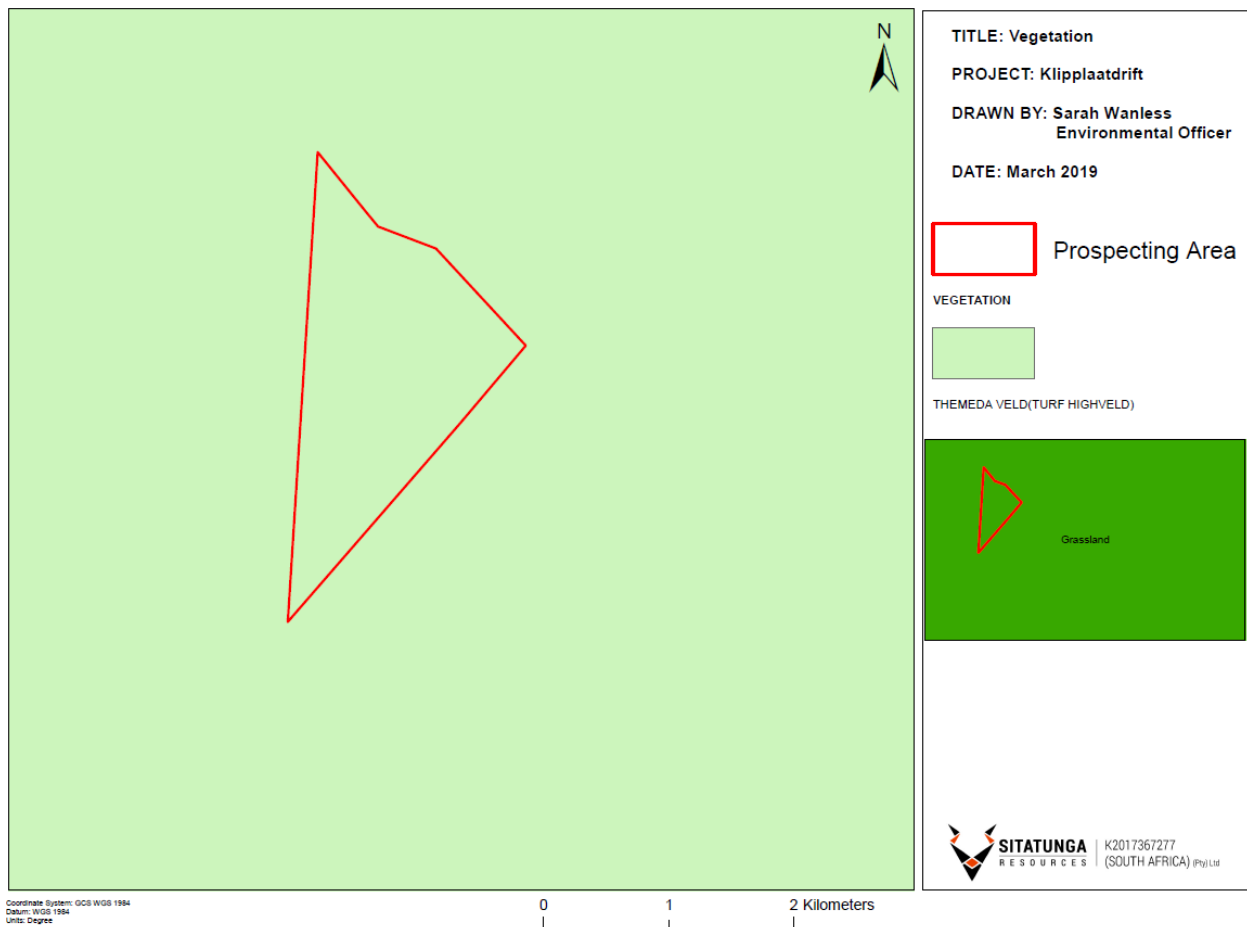 N
TITLE: Vegetation
PROJECT: Klipplaatdrift
DRAWN BY: Sarah Wanless
Environmental Officer
DATE: March 2019
Prospecting Area
VEGETATION
THEMEDA VELD(TURF HIGHVELD)
Grassland
SITATUNGA
RESOURCES
K2017367277
(SOUTH AFRICA) (Pty) Ltd
Coordinate System: GCS WGS 1984
Datum: WGS 1984
Units: Degree
0 1 2 Kilometers